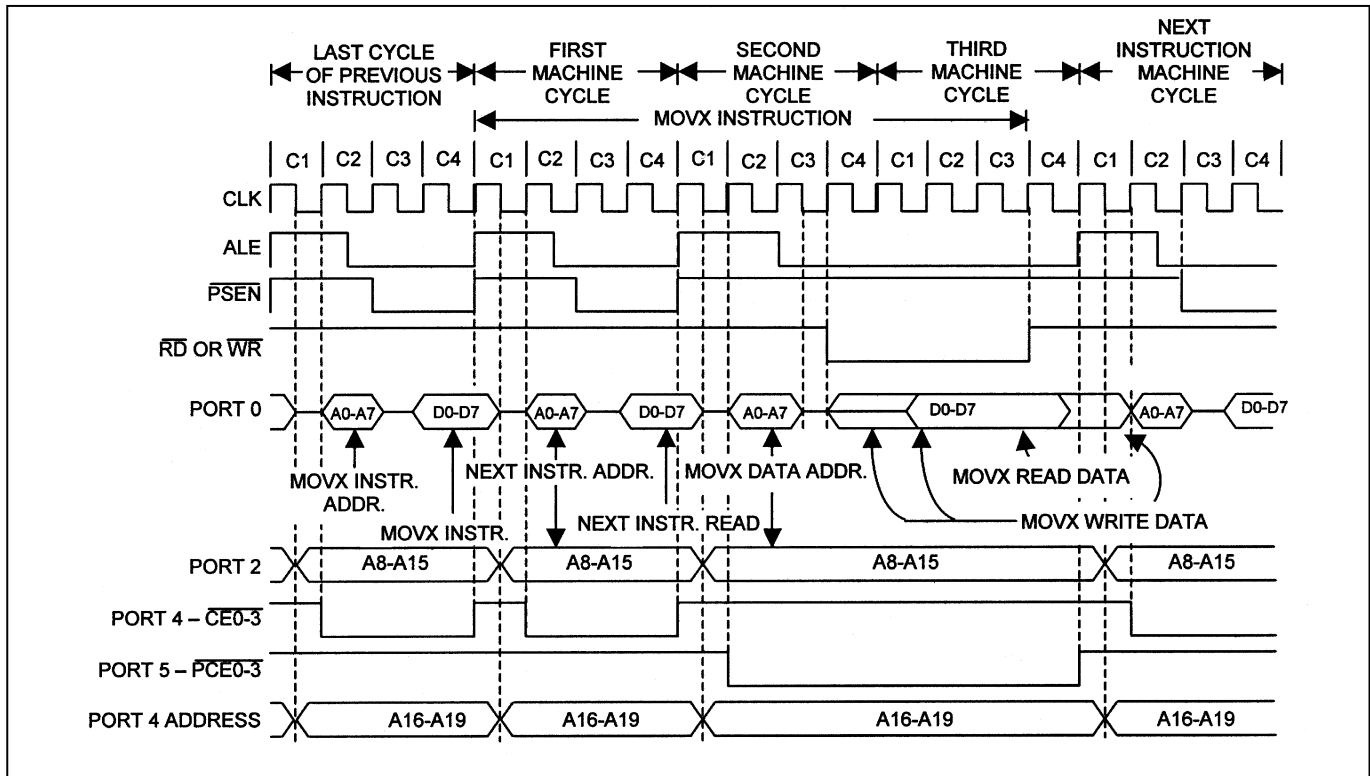 LAST CYCLE
OF PREVIOUS
INSTRUCTION
FIRST
MACHINE
CYCLE
SECOND
MACHINE
CYCLE
THIRD
MACHINE
CYCLE
NEXT
INSTRUCTION
MACHINE
CYCLE
MOVX INSTRUCTION
C1 C2 C3 C4 C1 C2 C3 C4 C1 C2 C3 C4 C1 C2 C3 C4 C1 C2 C3 C4
CLK
ALE
PSEN
RD OR WR
PORT 0 A0-A7 D0-D7 A0-A7 D0-D7 A0-A7 D0-D7 A0-A7 D0-D7
MOVX INSTR.
ADDR.
NEXT INSTR. ADDR.
MOVX DATA ADDR.
MOVX READ DATA
MOVX INSTR.
NEXT INSTR. READ
MOVX WRITE DATA
PORT 2 A8-A15 A8-A15 A8-A15 A8-A15
PORT 4 – CE0-3
PORT 5 – PCE0-3
PORT 4 ADDRESS A16-A19 A16-A19 A16-A19 A16-A19